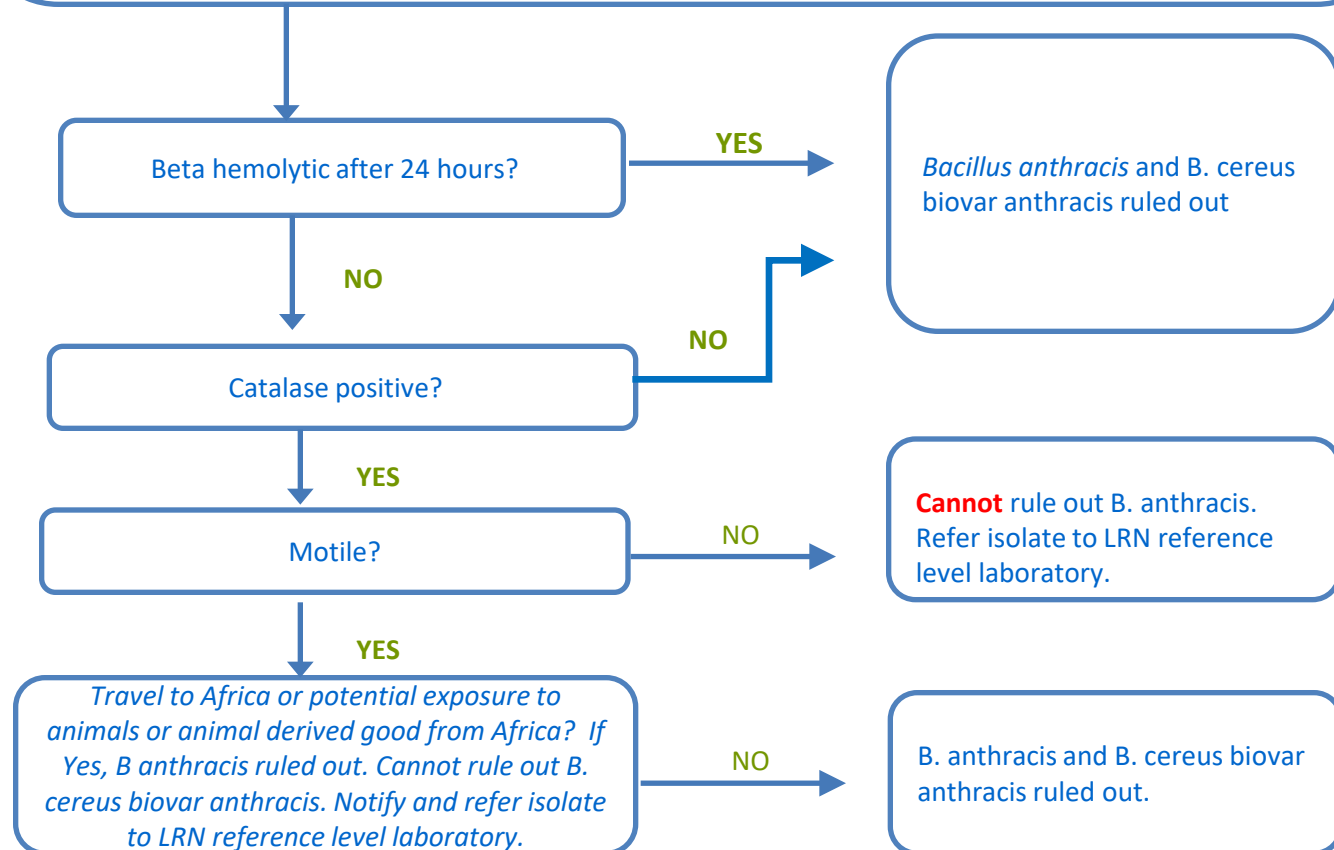 Beta hemolytic after 24 hours?
YES
Bacillus anthracis and B. cereus
biovar anthracis ruled out
NO
NO
Catalase positive?
YES
Motile?
NO
Cannot rule out B. anthracis.
Refer isolate to LRN reference
level laboratory.
YES
Travel to Africa or potential exposure to
animals or animal derived good from Africa? If
Yes, B anthracis ruled out. Cannot rule out B.
cereus biovar anthracis. Notify and refer isolate
to LRN reference level laboratory.
NO
B. anthracis and B. cereus biovar
anthracis ruled out.